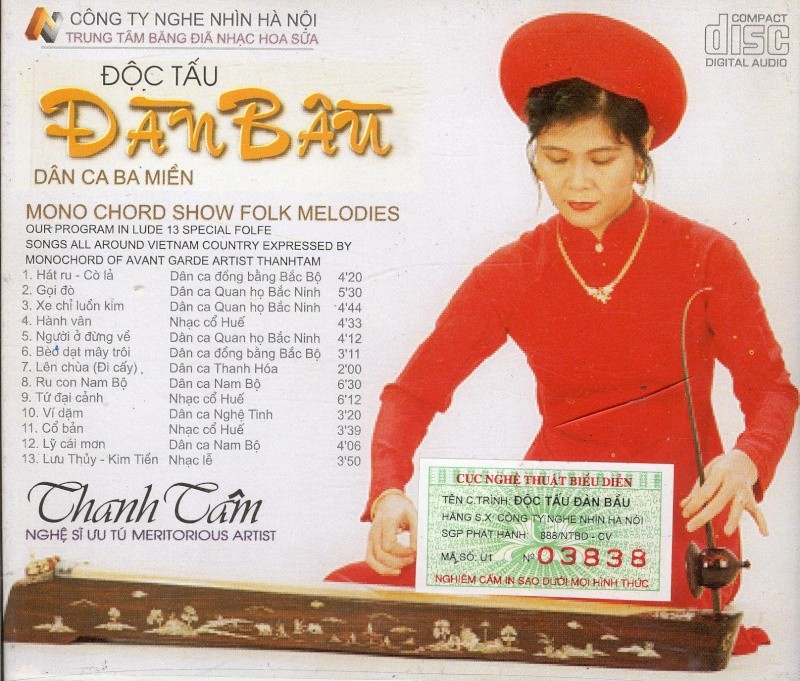 CÔNG TY NGHE NHÌN HÀ NỘI
TRUNG TÂM BĂNG ĐĨA NHẠC HOA SỮA
COMPACT
disc
DIGITAL AUDIO
ĐỘC TẤU
ĐÀN BẦU
DÂN CA BA MIỀN
MONO CHORD SHOW FOLK MELODIES
OUR PROGRAM IN LUDE 13 SPECIAL FOLFE
SONGS ALL AROUND VIETNAM COUNTRY EXPRESSED BY
MONOCHORD OF AVANT GARDE ARTIST THANHTAM
1. Hát ru - Cò lả Dân ca đồng bằng Bắc Bộ 4'20
2. Gọi đò Dân ca Quan họ Bắc Ninh 5'30
3. Xe chỉ luồn kim Dân ca Quan họ Bắc Ninh 4'44
4. Hành vân Nhạc cổ Huế 4'33
5. Người ở đừng về Dân ca Quan họ Bắc Ninh 4'12
6. Bèo dạt mây trôi Dân ca đồng bằng Bắc Bộ 3'11
7. Lên chùa (Đi cấy) Dân ca Thanh Hóa 2'00
8. Ru con Nam Bộ Dân ca Nam Bộ 6'30
9. Tứ đại cảnh Nhạc cổ Huế 6'12
10. Ví dặm Dân ca Nghệ Tĩnh 3'20
11. Cổ bản Nhạc cổ Huế 3'39
12. Lỳ cái mơn Dân ca Nam Bộ 4'06
13. Lưu Thủy - Kim Tiền Nhạc lễ 3'50
Thanh Tâm
NGHỆ SĨ ƯU TÚ MERITORIOUS ARTIST
CỤC NGHỆ THUẬT BIỂU DIỄN
TÊN C.TRÌNH: ĐỘC TẤU ĐÀN BẦU
HÃNG S.X: CÔNG TY NGHE NHÌN HÀ NỘI
SGP PHÁT HÀNH: 888/NTBD - CV
MÃ SỐ: U1 Nº 03838
NGHIÊM CẤM IN SAO DƯỚI MỌI HÌNH THỨC